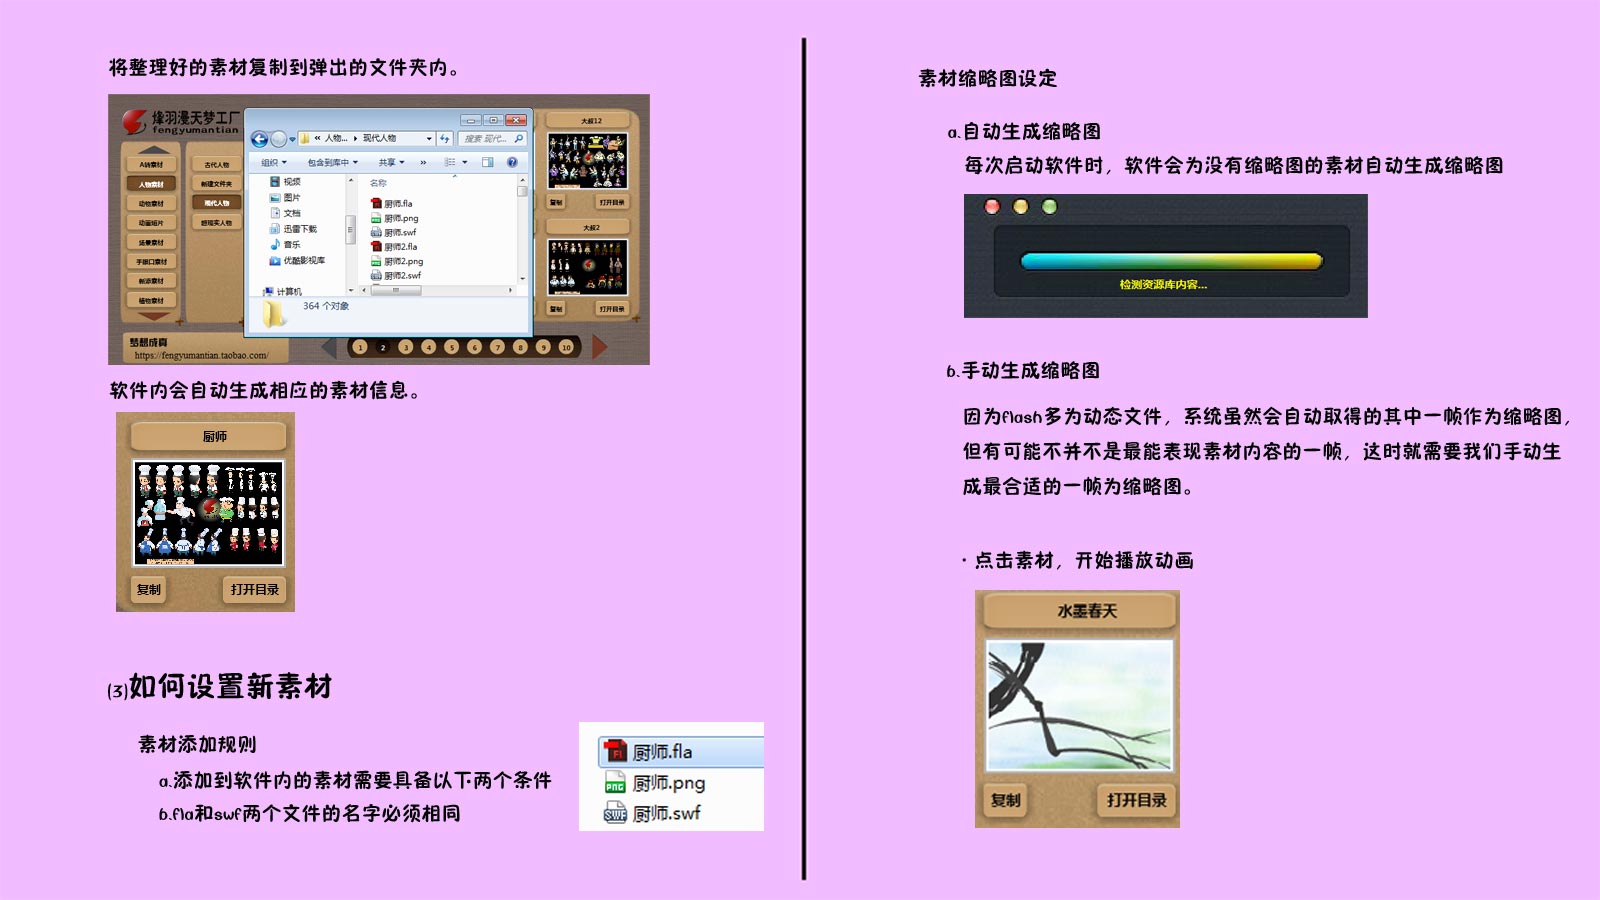 将整理好的素材复制到弹出的文件夹内。
烽羽漫天梦工厂
fengyumantian
A转素材
人物素材
动物素材
动画短片
场景素材
手眼口素材
新添素材
植物素材
古代人物
新建文件夹
现代人物
超现实人物
« 人物... ▸ 现代人物
搜索 现代...
组织
包含到库中
共享
»
视频
图片
文档
迅雷下载
音乐
优酷影视库
计算机
名称
厨师.fla
厨师.png
厨师.swf
厨师2.fla
厨师2.png
厨师2.swf
364 个对象
大叔12
复制
打开目录
大叔2
复制
打开目录
梦想成真
https://fengyumantian.taobao.com/
1 2 3 4 5 6 7 8 9 10
软件内会自动生成相应的素材信息。
厨师
复制
打开目录
(3)如何设置新素材
素材添加规则
a.添加到软件内的素材需要具备以下两个条件
b.fla和swf两个文件的名字必须相同
厨师.fla
厨师.png
厨师.swf
素材缩略图设定
a.自动生成缩略图
每次启动软件时，软件会为没有缩略图的素材自动生成缩略图
检测资源库内容...
b.手动生成缩略图
因为flash多为动态文件，系统虽然会自动取得的其中一帧作为缩略图，
但有可能不并不是最能表现素材内容的一帧，这时就需要我们手动生
成最合适的一帧为缩略图。
·点击素材，开始播放动画
水墨春天
复制
打开目录